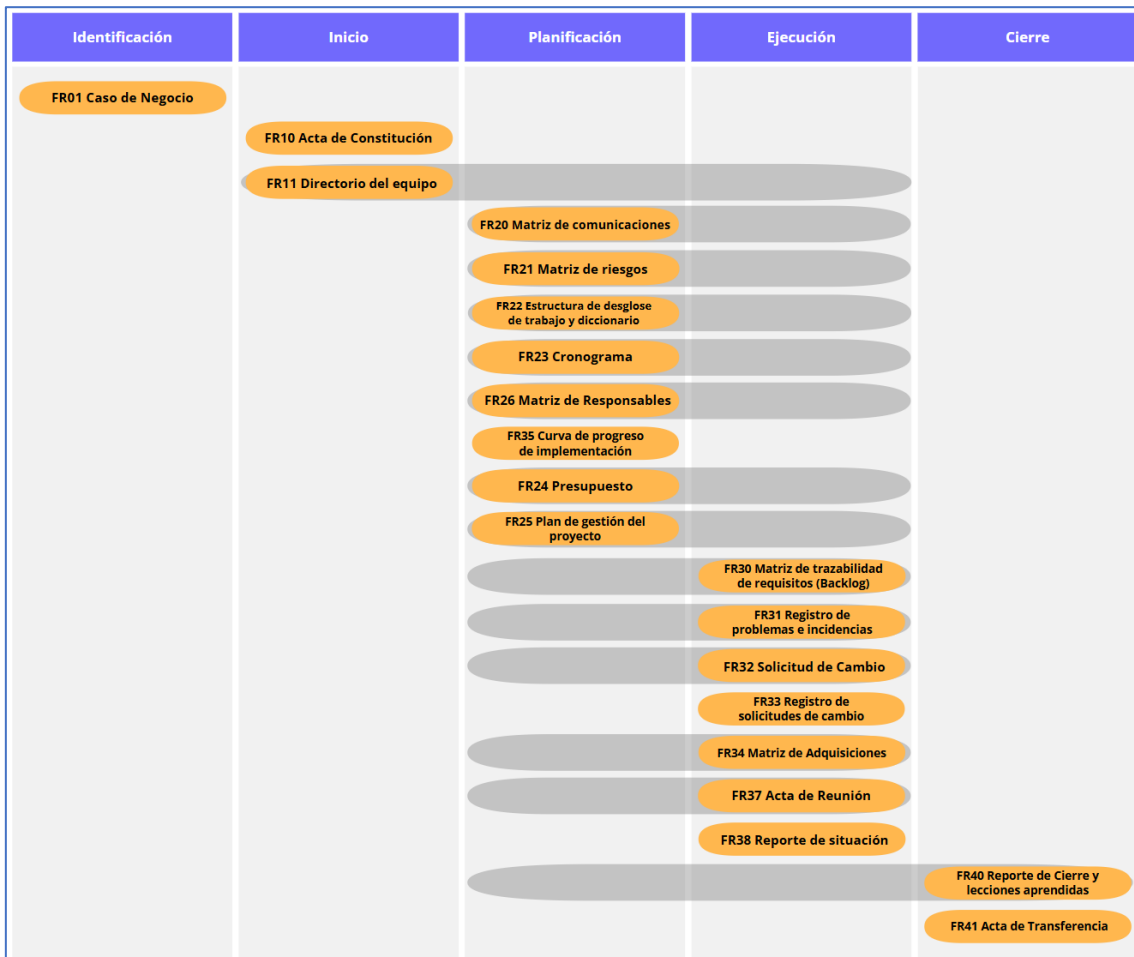 Identificación
Inicio
Planificación
Ejecución
Cierre
FR01 Caso de Negocio
FR10 Acta de Constitución
FR11 Directorio del equipo
FR20 Matriz de comunicaciones
FR21 Matriz de riesgos
FR22 Estructura de desglose
de trabajo y diccionario
FR23 Cronograma
FR26 Matriz de Responsables
FR35 Curva de progreso
de implementación
FR24 Presupuesto
FR25 Plan de gestión del
proyecto
FR30 Matriz de trazabilidad
de requisitos (Backlog)
FR31 Registro de
problemas e incidencias
FR32 Solicitud de Cambio
FR33 Registro de
solicitudes de cambio
FR34 Matriz de Adquisiciones
FR37 Acta de Reunión
FR38 Reporte de situación
FR40 Reporte de Cierre y
lecciones aprendidas
FR41 Acta de Transferencia